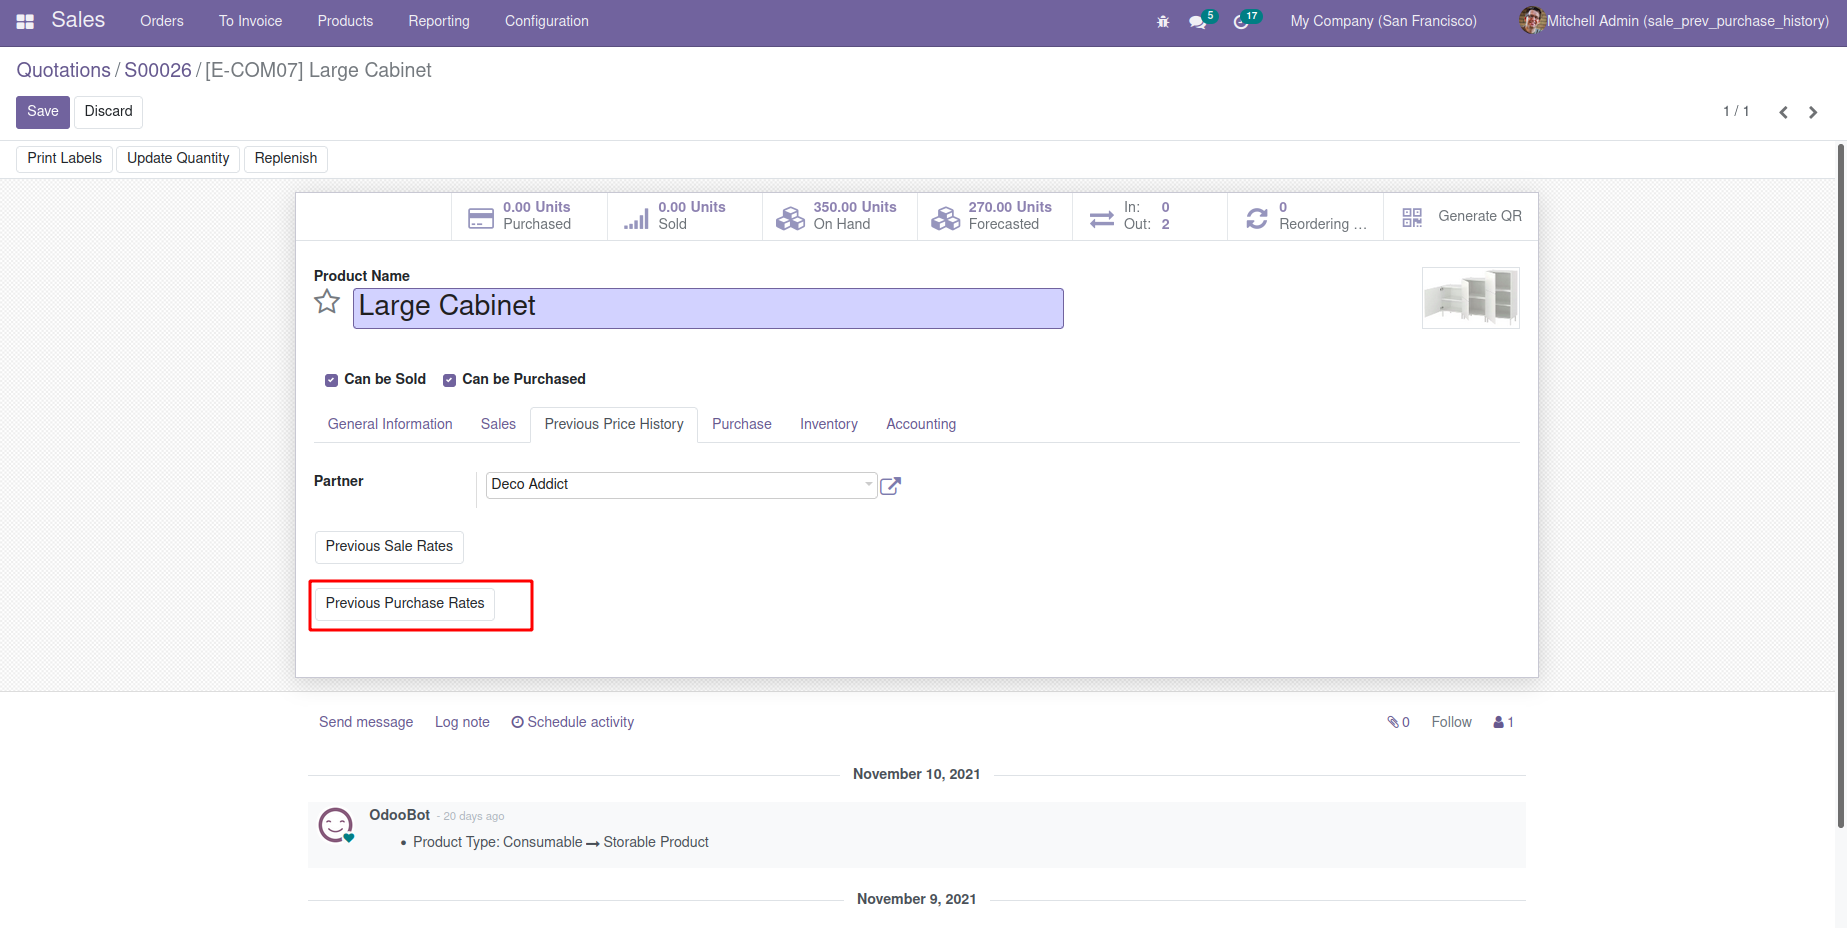 Sales Orders To Invoice Products Reporting Configuration 5 17 My Company (San Francisco) Mitchell Admin (sale_prev_purchase_history)
Quotations / S00026 / [E-COM07] Large Cabinet
Save Discard 1 / 1
Print Labels Update Quantity Replenish
0.00 Units 0.00 Units 350.00 Units 270.00 Units In: 0 0
Purchased Sold On Hand Forecasted Out: 2 Reordering ... Generate QR
Product Name
Large Cabinet
Can be Sold Can be Purchased
General Information Sales Previous Price History Purchase Inventory Accounting
Partner Deco Addict
Previous Sale Rates
Previous Purchase Rates
Send message Log note Schedule activity 0 Follow 1
November 10, 2021
OdooBot - 20 days ago
• Product Type: Consumable → Storable Product
November 9, 2021